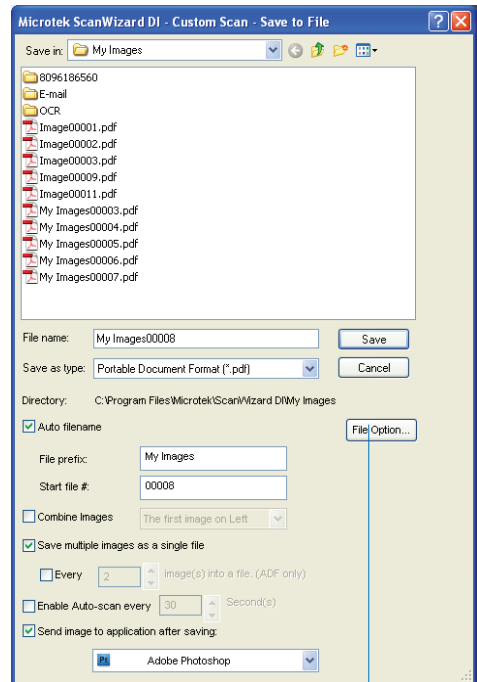 Microtek ScanWizard DI - Custom Scan - Save to File
Save in: My Images
8096186560
E-mail
OCR
Image00001.pdf
Image00002.pdf
Image00003.pdf
Image00009.pdf
Image00011.pdf
My Images00003.pdf
My Images00004.pdf
My Images00005.pdf
My Images00006.pdf
My Images00007.pdf
File name: My Images00008 Save
Save as type: Portable Document Format (*.pdf) Cancel
Directory: C:\Program Files\Microtek\ScanWizard DI\My Images
Auto filename File Option...
File prefix: My Images
Start file #: 00008
Combine Images The first image on Left
Save multiple images as a single file
Every 2 image(s) into a file. (ADF only)
Enable Auto-scan every 30 Second(s)
Send image to application after saving:
Adobe Photoshop